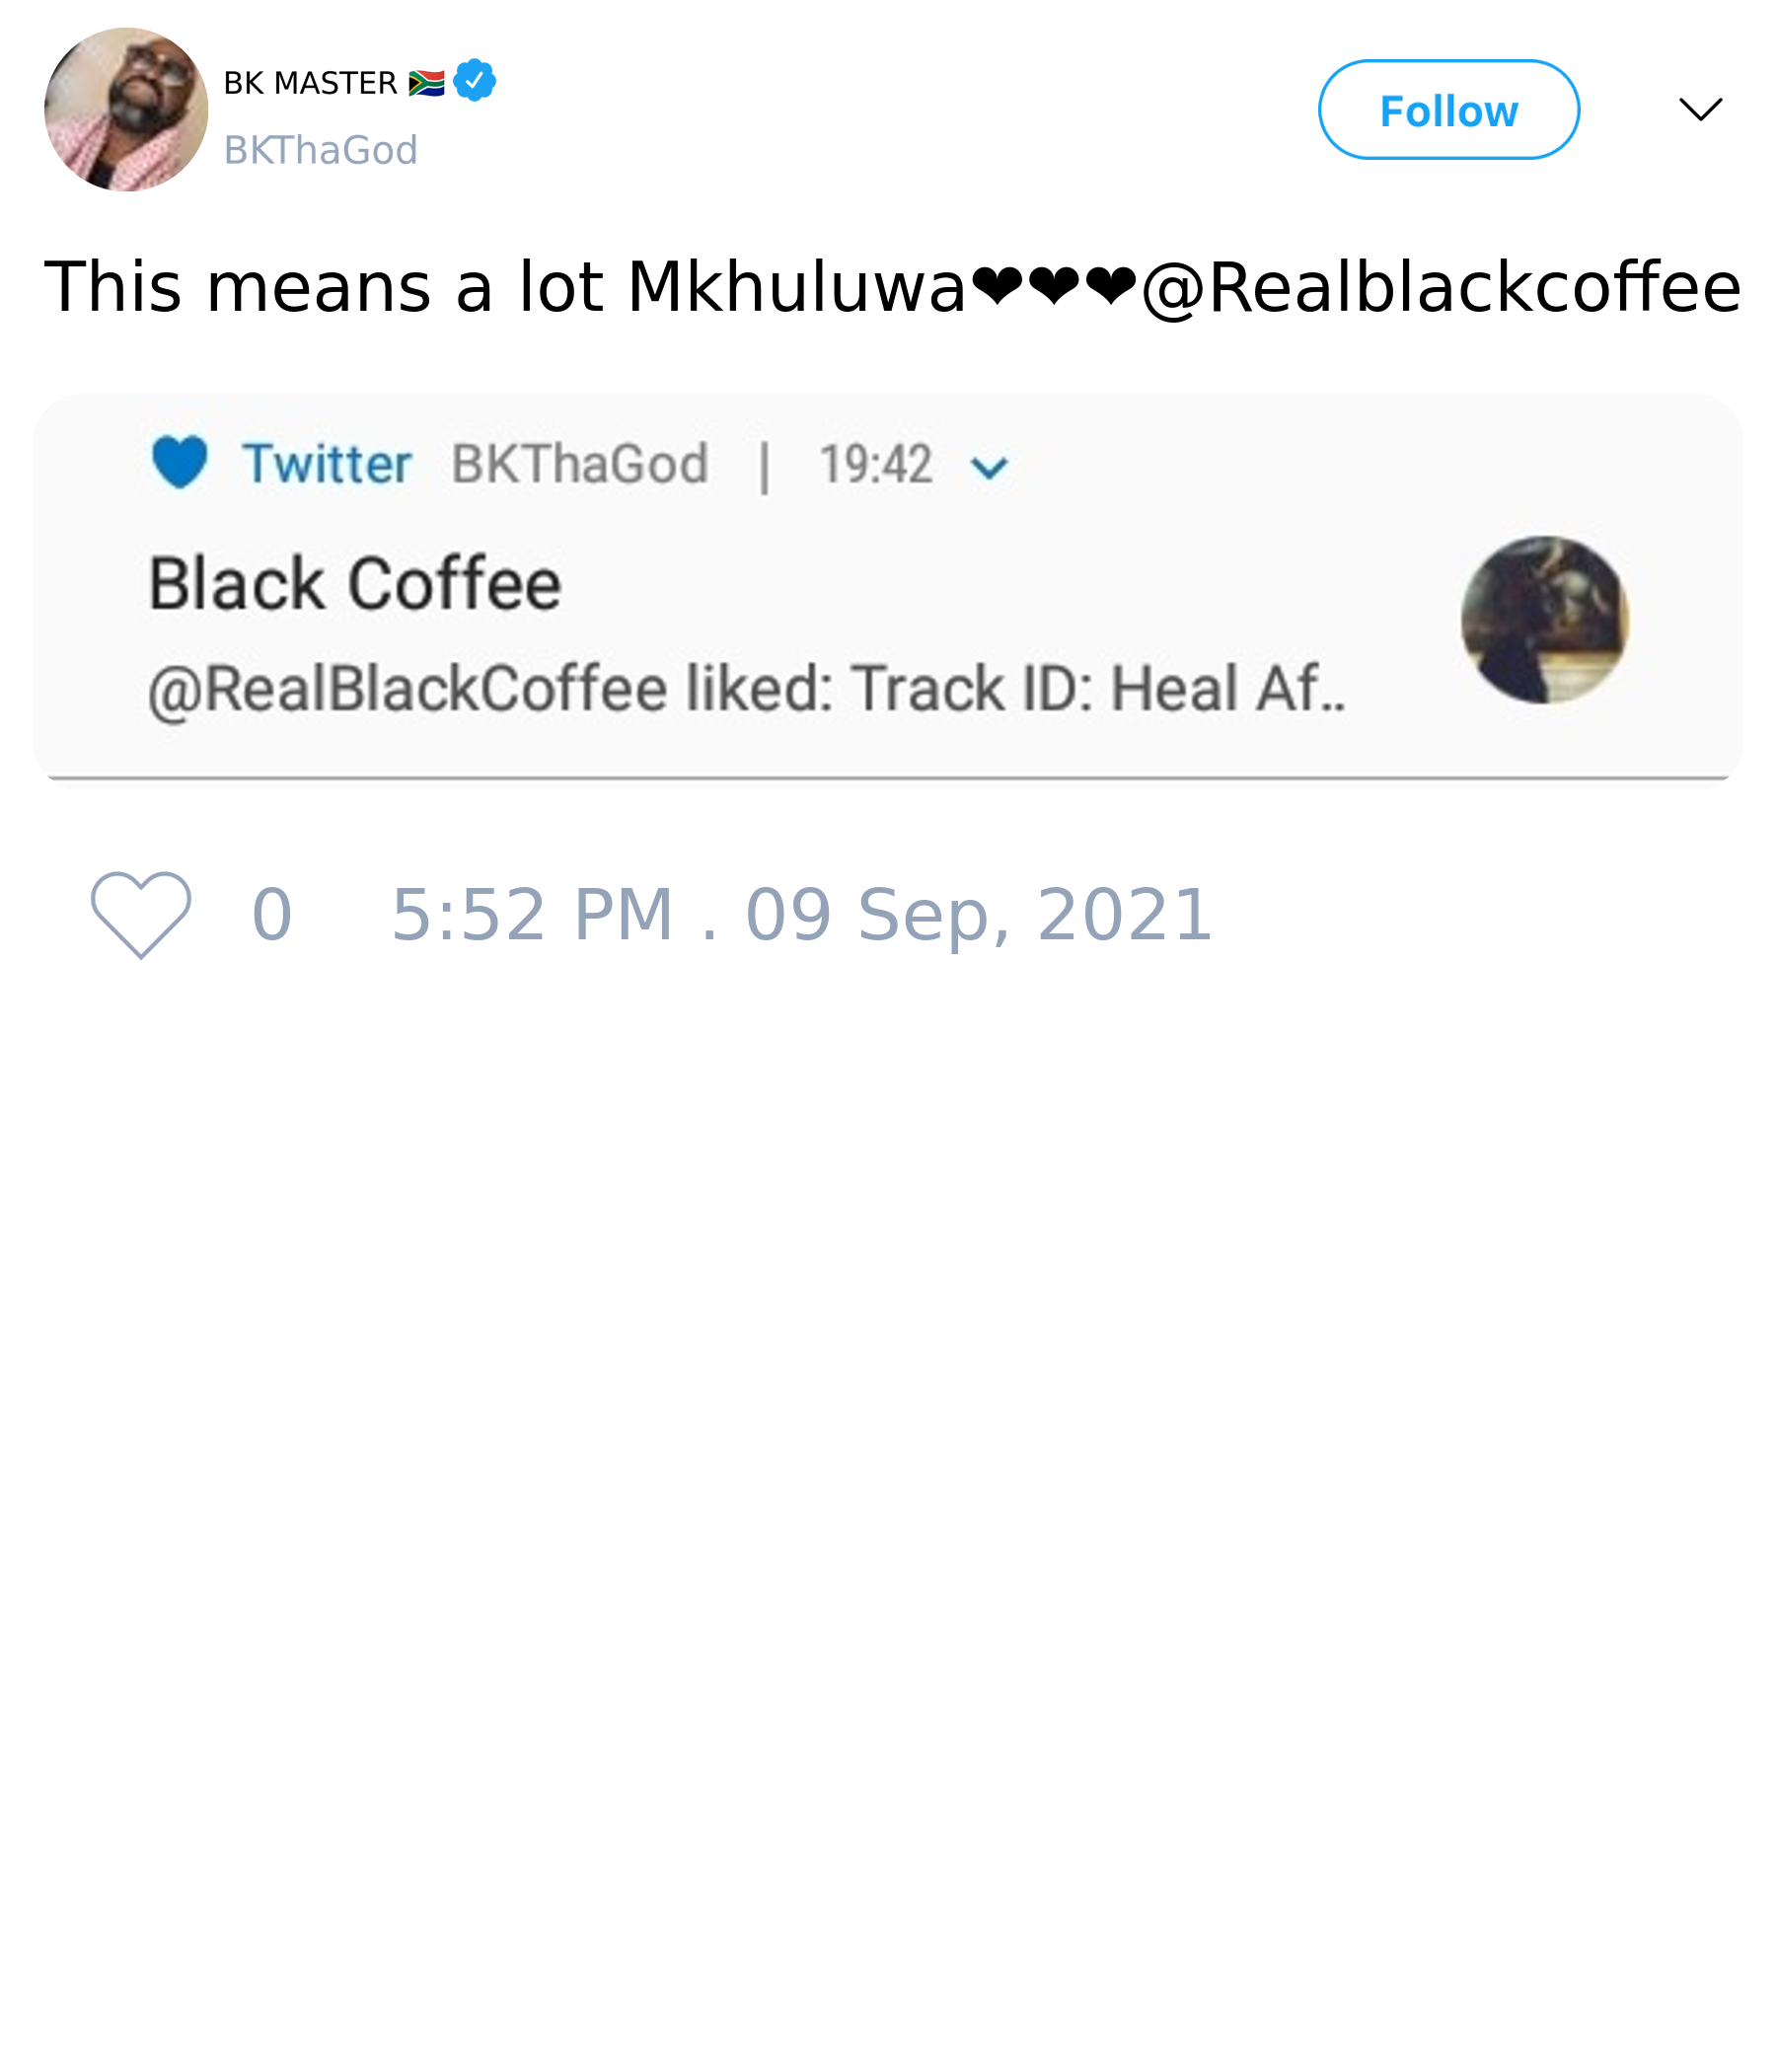 BK MASTER 🇿🇦
BKThaGod
Follow
This means a lot Mkhuluwa❤❤❤@Realblackcoffee
Twitter BKThaGod | 19:42
Black Coffee
@RealBlackCoffee liked: Track ID: Heal Af..
0 5:52 PM . 09 Sep, 2021